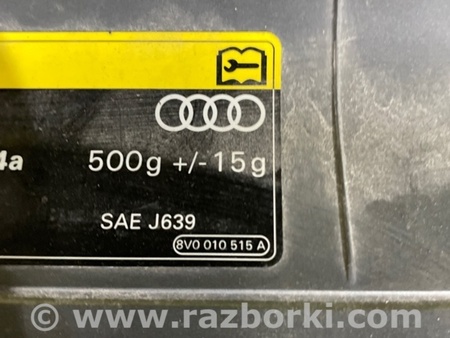 4a 500g +/- 15g
SAE J639
8V0 010 515 A
© www.razborki.com